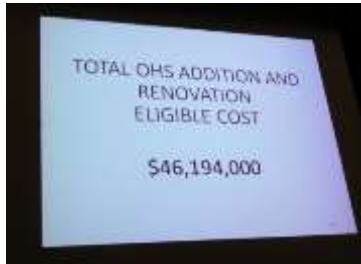 TOTAL OHS ADDITION AND
RENOVATION
ELIGIBLE COST
$46,194,000